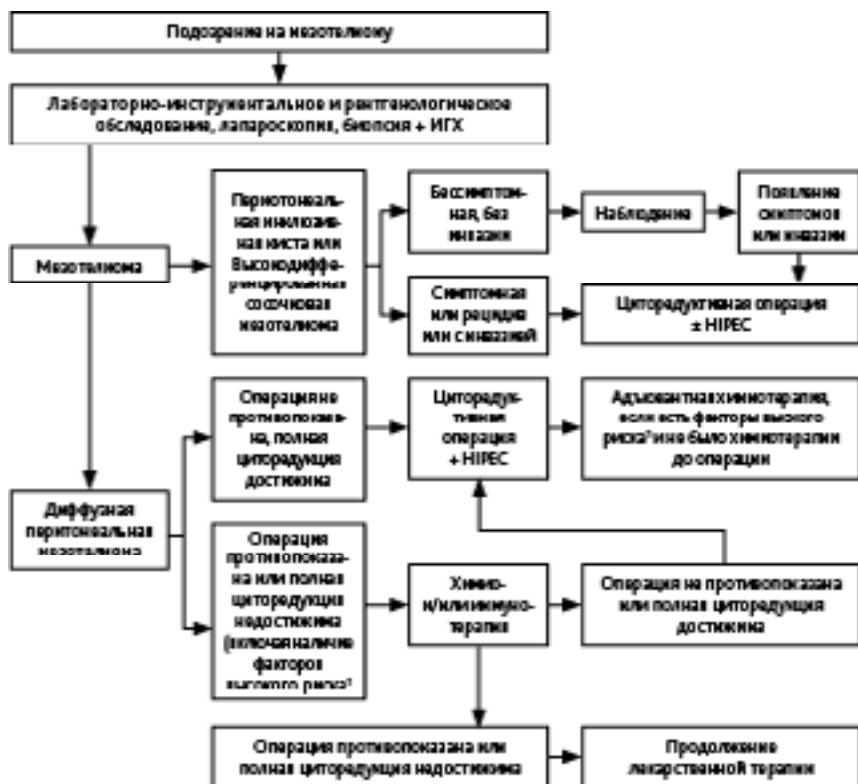 Подозрение на мезотелиому
Лабораторно-инструментальное и рентгенологическое
обследование, лапароскопия, биопсия + ИГХ
Мезотелиома
Перитонеаль-
ная инклюзив-
ная киста или
Высокодиффе-
ренцированная
сосочковая
мезотелиома
Бессимптом-
ная, без
инвазии
Наблюдение
Появление
симптомов
или инвазии
Симптомная
или рецидив
или с инвазией
Циторедуктивная операция
± HIPEC
Диффузная
перитонеальная
мезотелиома
Операция не
противопоказа-
на, полная
циторедукция
достижима
Циторедук-
тивная
операция
+ HIPEC
Адъювантная химиотерапия,
если есть факторы высокого
риска¹ и не было химиотерапии
до операции
Операция
противопоказа-
на или полная
циторедукция
недостижима
(включая наличие
факторов
высокого риска¹
Химио-
и/или иммуно-
терапия
Операция не противопоказана
или полная циторедукция
достижима
Операция противопоказана или
полная циторедукция недостижима
Продолжение
лекарственной терапии